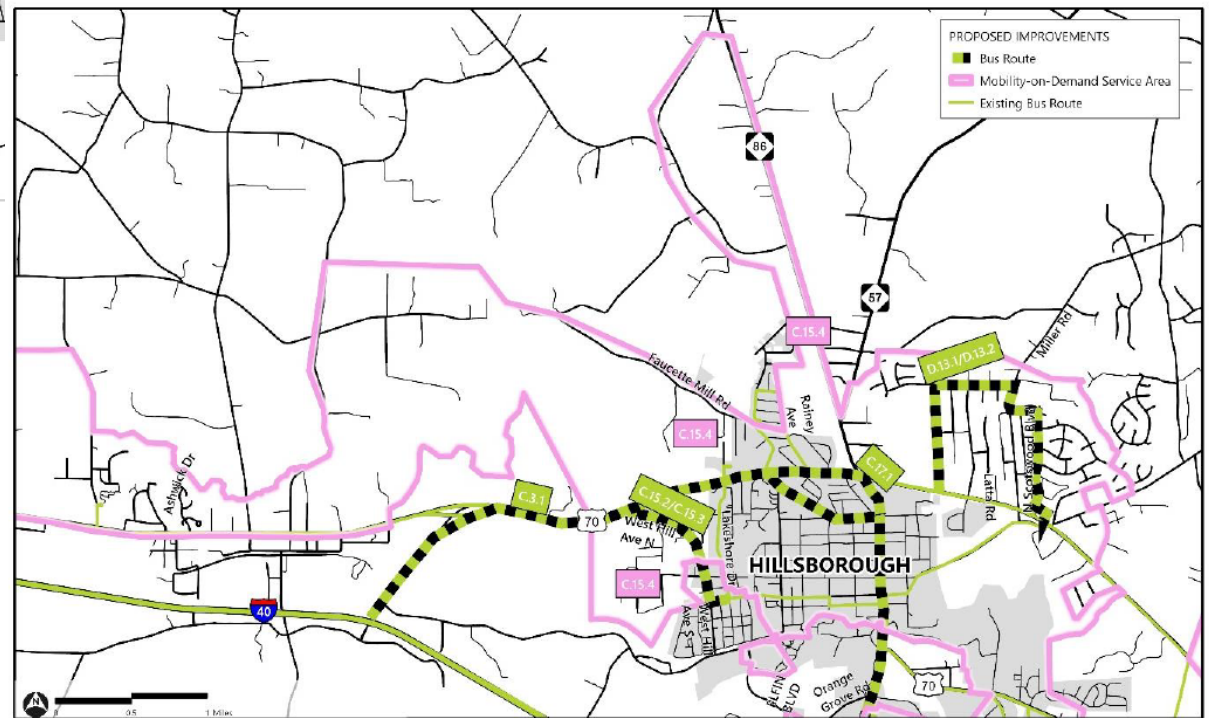 PROPOSED IMPROVEMENTS
Bus Route
Mobility-on-Demand Service Area
Existing Bus Route
86
57
C.15.4
D.13.1/D.13.2
Miller Rd
Faucette Mill Rd
Rainey
Ave
C.15.4
C.17.1
N Scotswood Blvd
Latta Rd
Ashwick Dr
C.3.1
C.15.2/C.15.3
70
West Hill
Ave N
Lakeshore Dr
HILLSBOROUGH
C.15.4
40
West Hill
Ave S
ELFIN
BLVD
Orange
Grove Rd
70
N
0 0.5 1 Miles